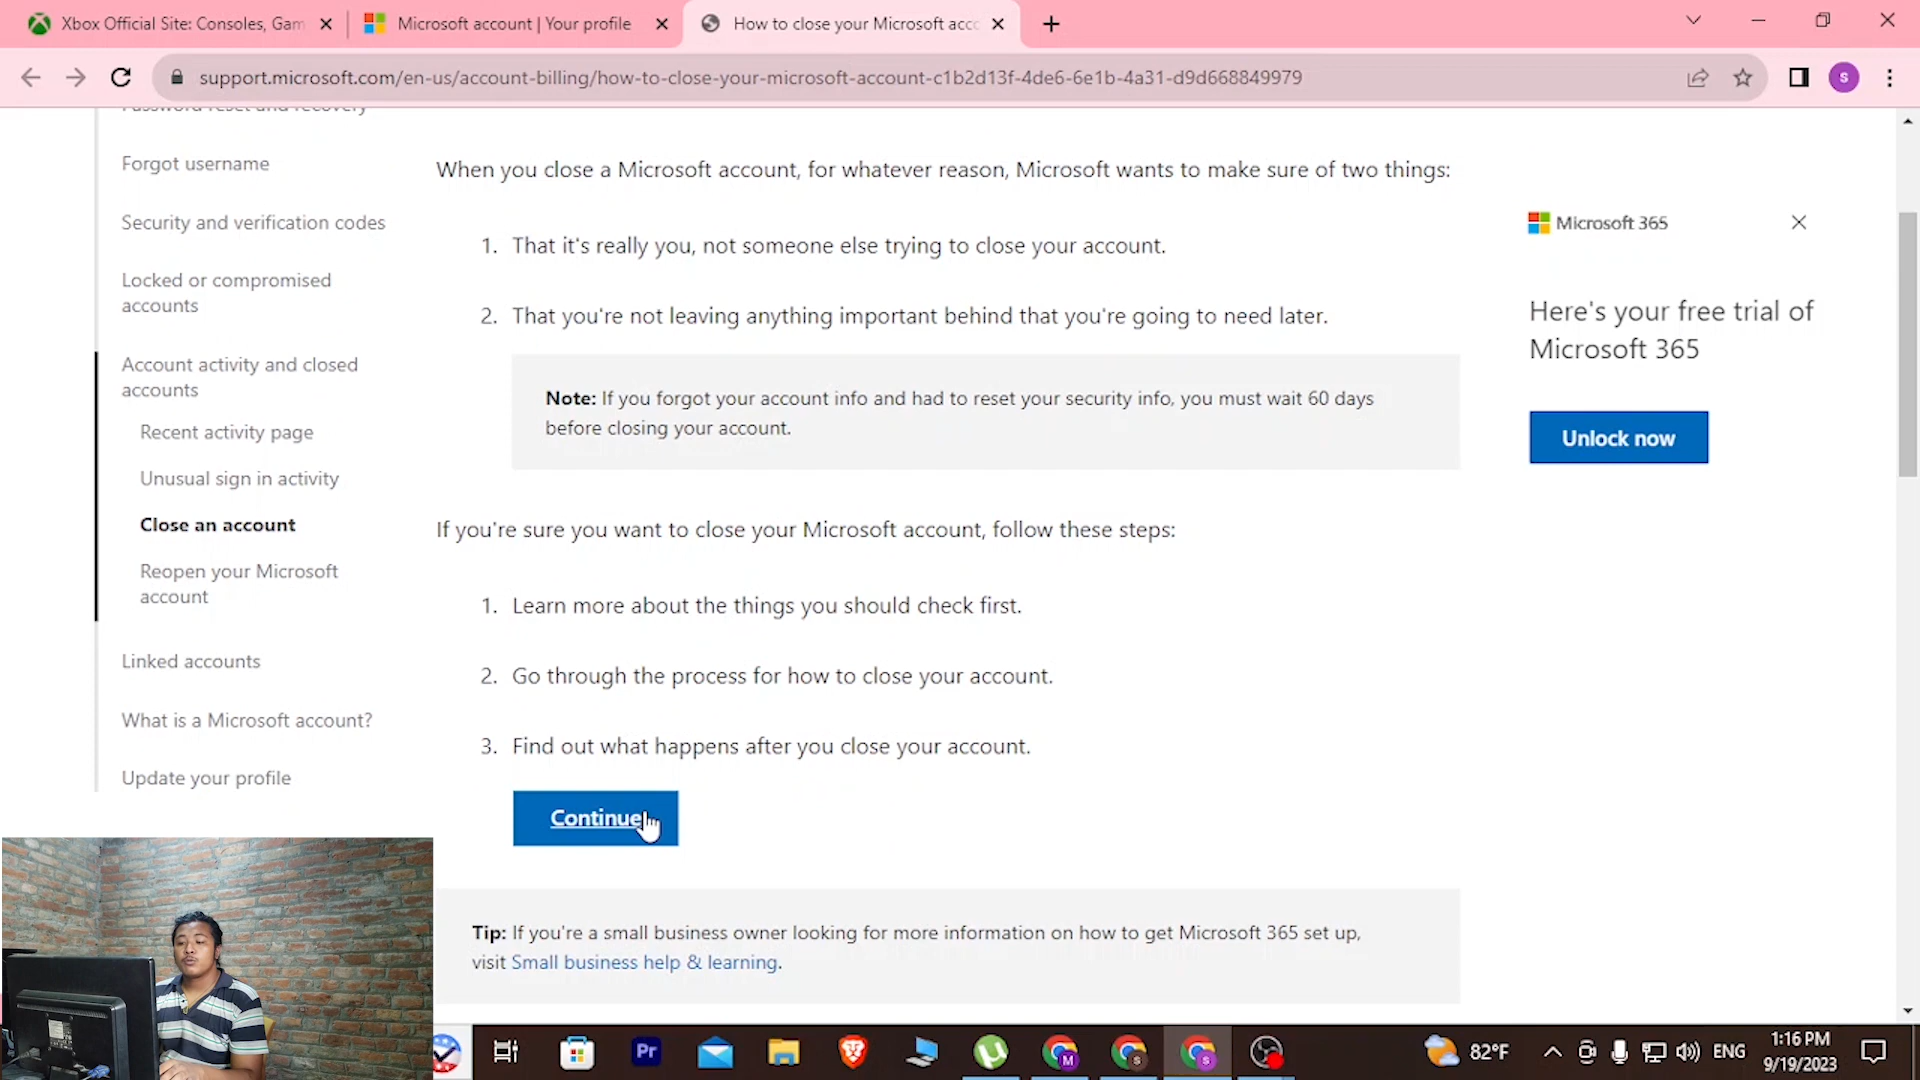 Xbox Official Site: Consoles, Gam
Microsoft account | Your profile
How to close your Microsoft acc
support.microsoft.com/en-us/account-billing/how-to-close-your-microsoft-account-c1b2d13f-4de6-6e1b-4a31-d9d668849979
S
Password reset and recovery
Forgot username
Security and verification codes
Locked or compromised
accounts
Account activity and closed
accounts
Recent activity page
Unusual sign in activity
Close an account
Reopen your Microsoft
account
Linked accounts
What is a Microsoft account?
Update your profile
When you close a Microsoft account, for whatever reason, Microsoft wants to make sure of two things:
1. That it's really you, not someone else trying to close your account.
2. That you're not leaving anything important behind that you're going to need later.
Note: If you forgot your account info and had to reset your security info, you must wait 60 days
before closing your account.
If you're sure you want to close your Microsoft account, follow these steps:
1. Learn more about the things you should check first.
2. Go through the process for how to close your account.
3. Find out what happens after you close your account.
Continue
Tip: If you're a small business owner looking for more information on how to get Microsoft 365 set up,
visit Small business help & learning.
Microsoft 365
Here's your free trial of
Microsoft 365
Unlock now
Pr
M
S
S
82°F
ENG
1:16 PM
9/19/2023